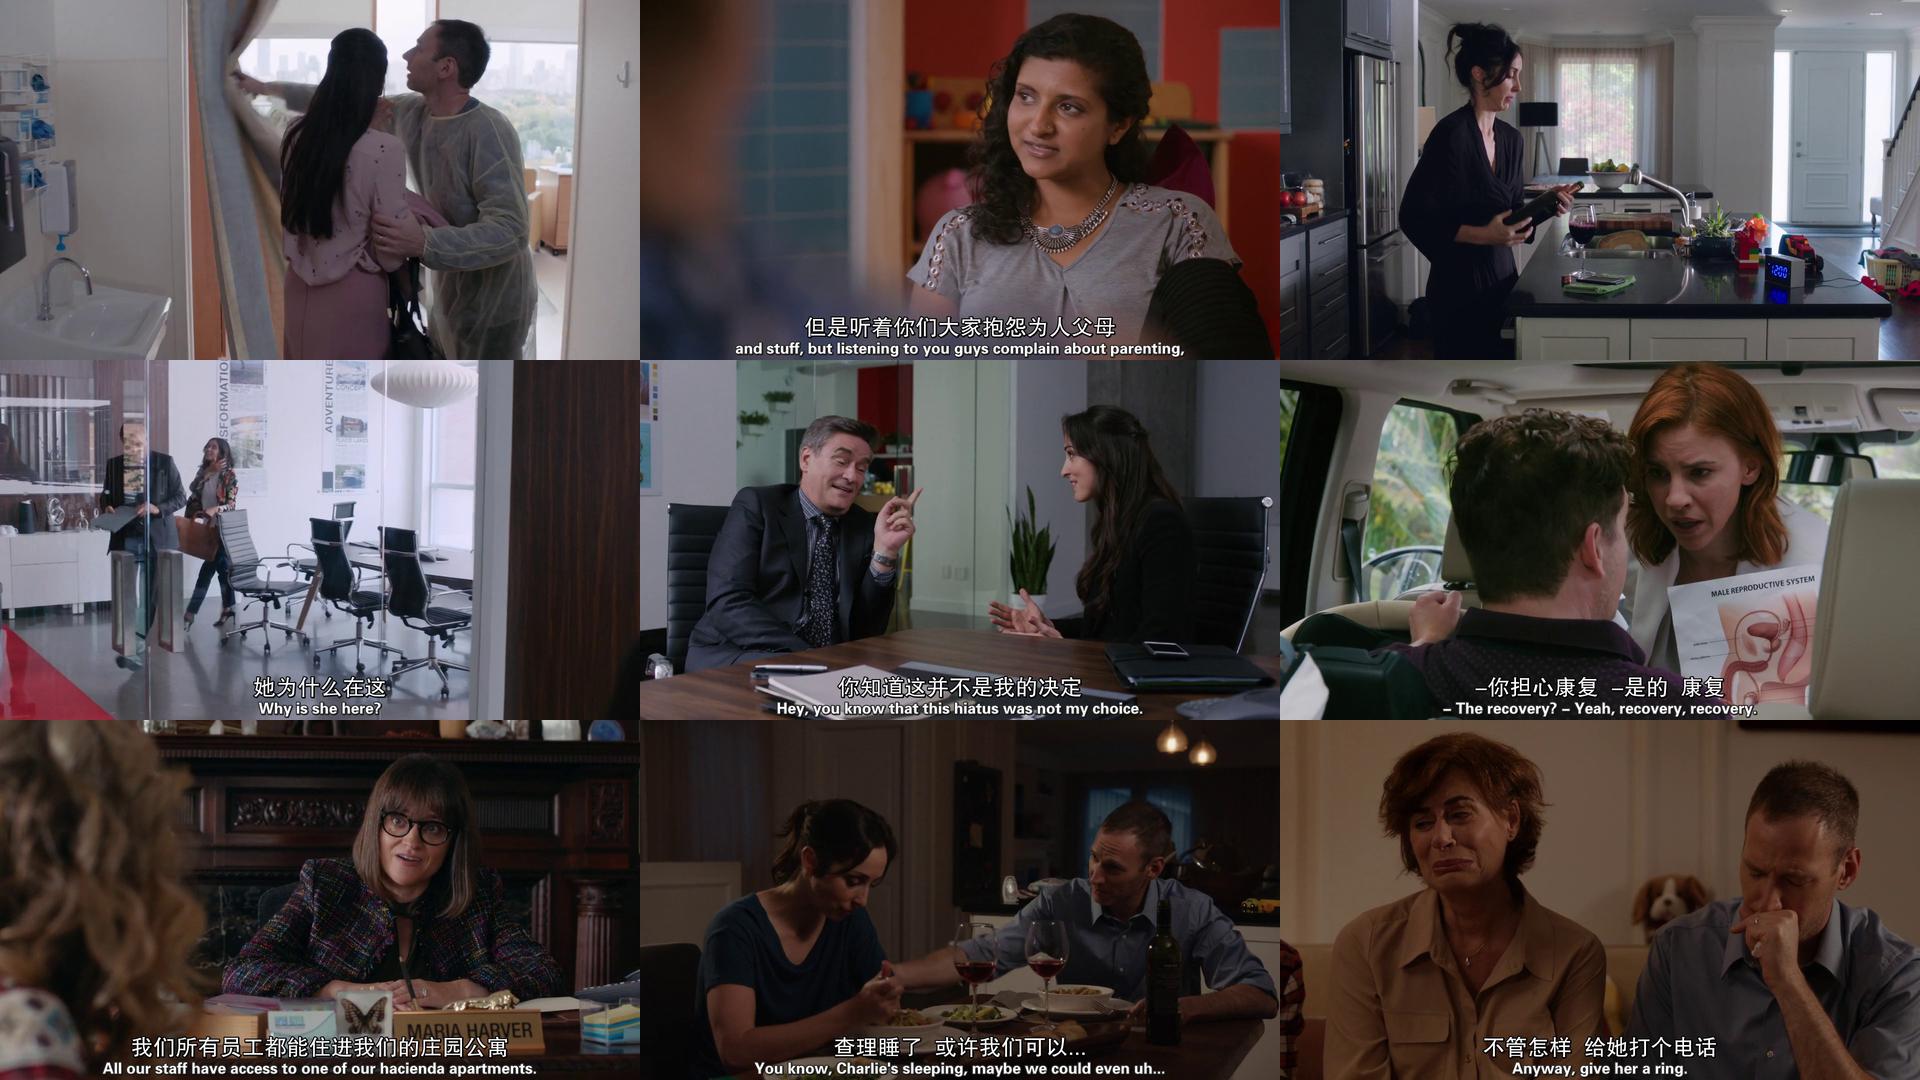 但是听着你们大家抱怨为人父母
and stuff, but listening to you guys complain about parenting,
12:00
SFORMATIO
ADVENTURE
她为什么在这
Why is she here?
你知道这并不是我的决定
Hey, you know that this hiatus was not my choice.
MALE REPRODUCTIVE SYSTEM
–你担心康复 –是的 康复
– The recovery? – Yeah, recovery, recovery.
MARIA HARVER
我们所有员工都能住进我们的庄园公寓
All our staff have access to one of our hacienda apartments.
查理睡了 或许我们可以...
You know, Charlie's sleeping, maybe we could even uh...
不管怎样 给她打个电话
Anyway, give her a ring.